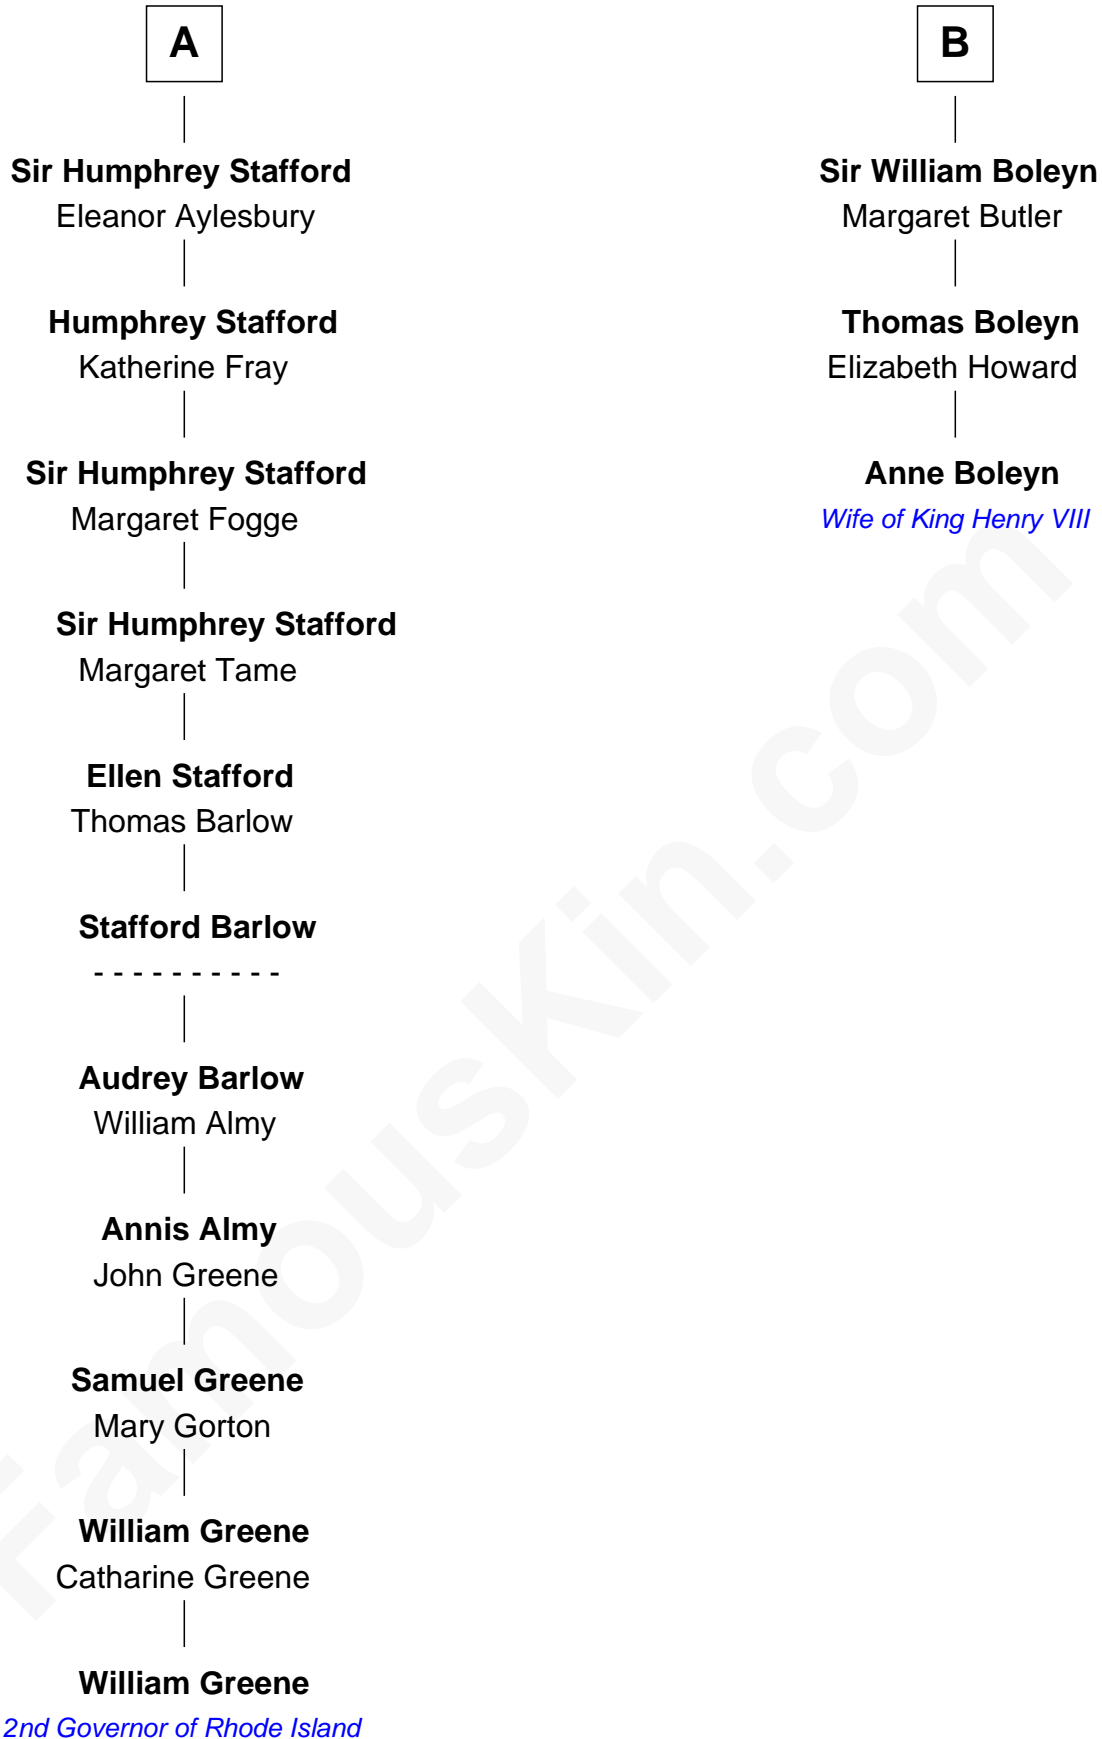 A
Sir Humphrey Stafford
Eleanor Aylesbury
Humphrey Stafford
Katherine Fray
Sir Humphrey Stafford
Margaret Fogge
Sir Humphrey Stafford
Margaret Tame
Ellen Stafford
Thomas Barlow
Stafford Barlow
- - - - - - - - - -
Audrey Barlow
William Almy
Annis Almy
John Greene
Samuel Greene
Mary Gorton
William Greene
Catharine Greene
William Greene
2nd Governor of Rhode Island
B
Sir William Boleyn
Margaret Butler
Thomas Boleyn
Elizabeth Howard
Anne Boleyn
Wife of King Henry VIII
FamousKin.com